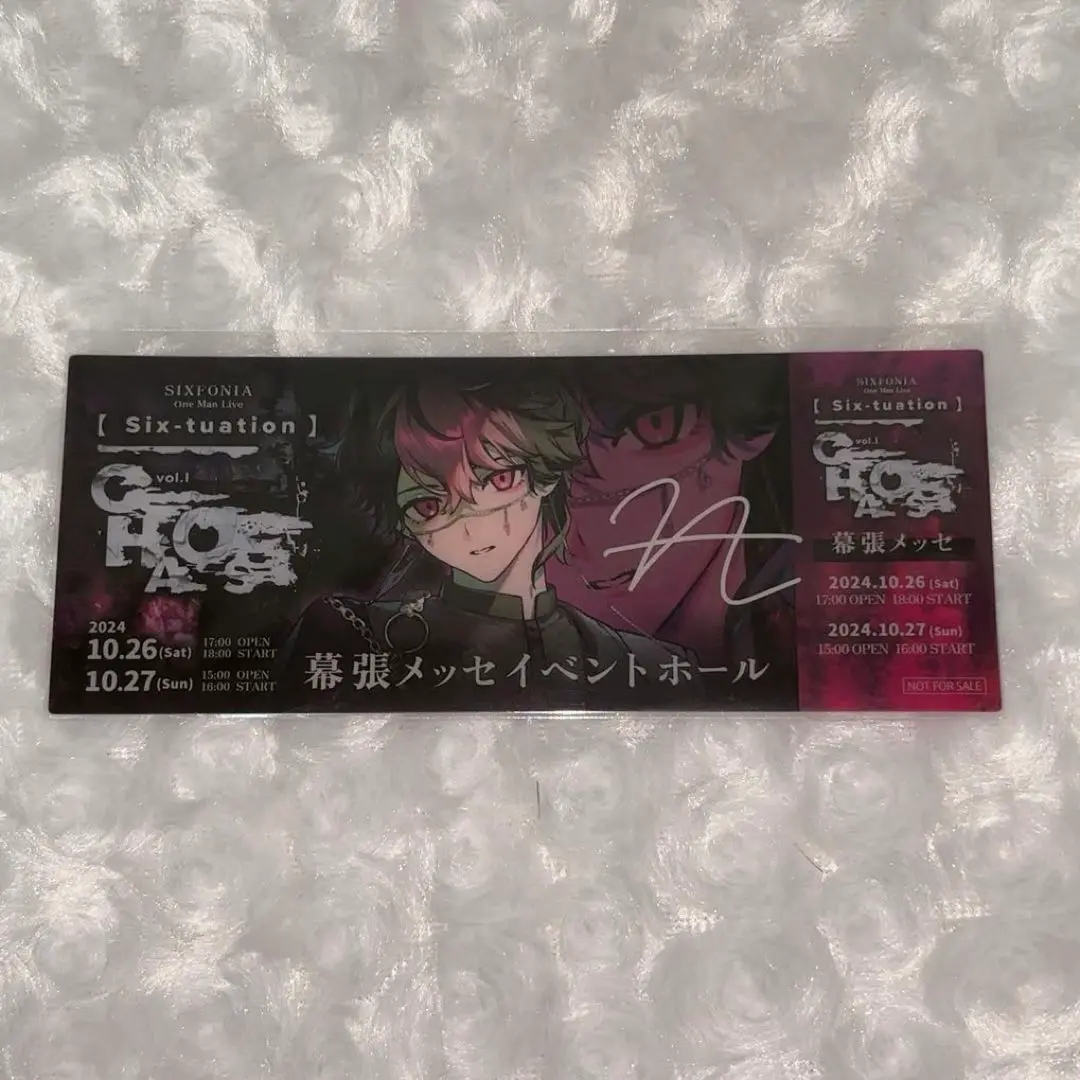 SIXFONIA
One Man Live
【 Six-tuation 】
vol.1
CHAOS
2024
10.26(Sat) 17:00 OPEN
18:00 START
10.27(Sun) 15:00 OPEN
16:00 START
幕張メッセイベントホール
SIXFONIA
One Man Live
【 Six-tuation 】
vol.1
CHAOS
幕張メッセ
2024.10.26 (Sat)
17:00 OPEN 18:00 START
2024.10.27 (Sun)
15:00 OPEN 16:00 START
NOT FOR SALE